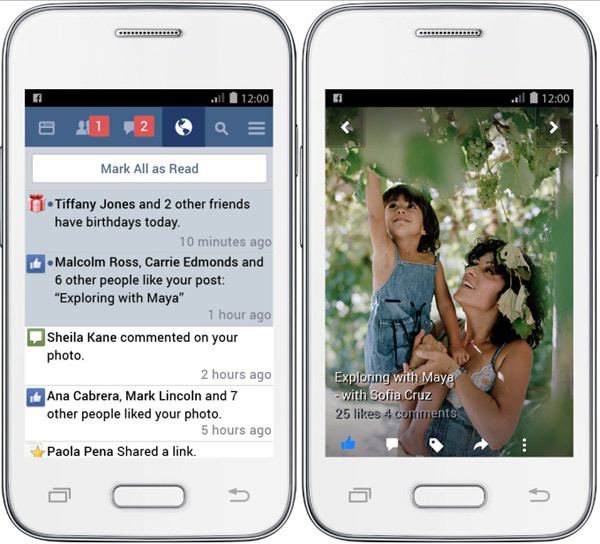 12:00
1
2
Mark All as Read
Tiffany Jones and 2 other friends
have birthdays today.
10 minutes ago
Malcolm Ross, Carrie Edmonds and
6 other people like your post:
“Exploring with Maya”
1 hour ago
Sheila Kane commented on your
photo.
2 hours ago
Ana Cabrera, Mark Lincoln and 7
other people liked your photo.
5 hours ago
Paola Pena Shared a link.
12:00
Exploring with Maya
- with Sofia Cruz
25 likes 4 comments